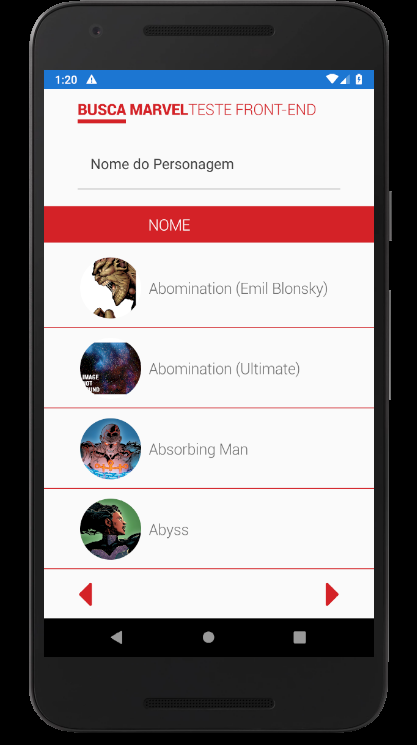 1:20
BUSCA MARVEL TESTE FRONT-END
Nome do Personagem
NOME
Abomination (Emil Blonsky)
IMAGE
NOT
FOUND
Abomination (Ultimate)
Absorbing Man
Abyss